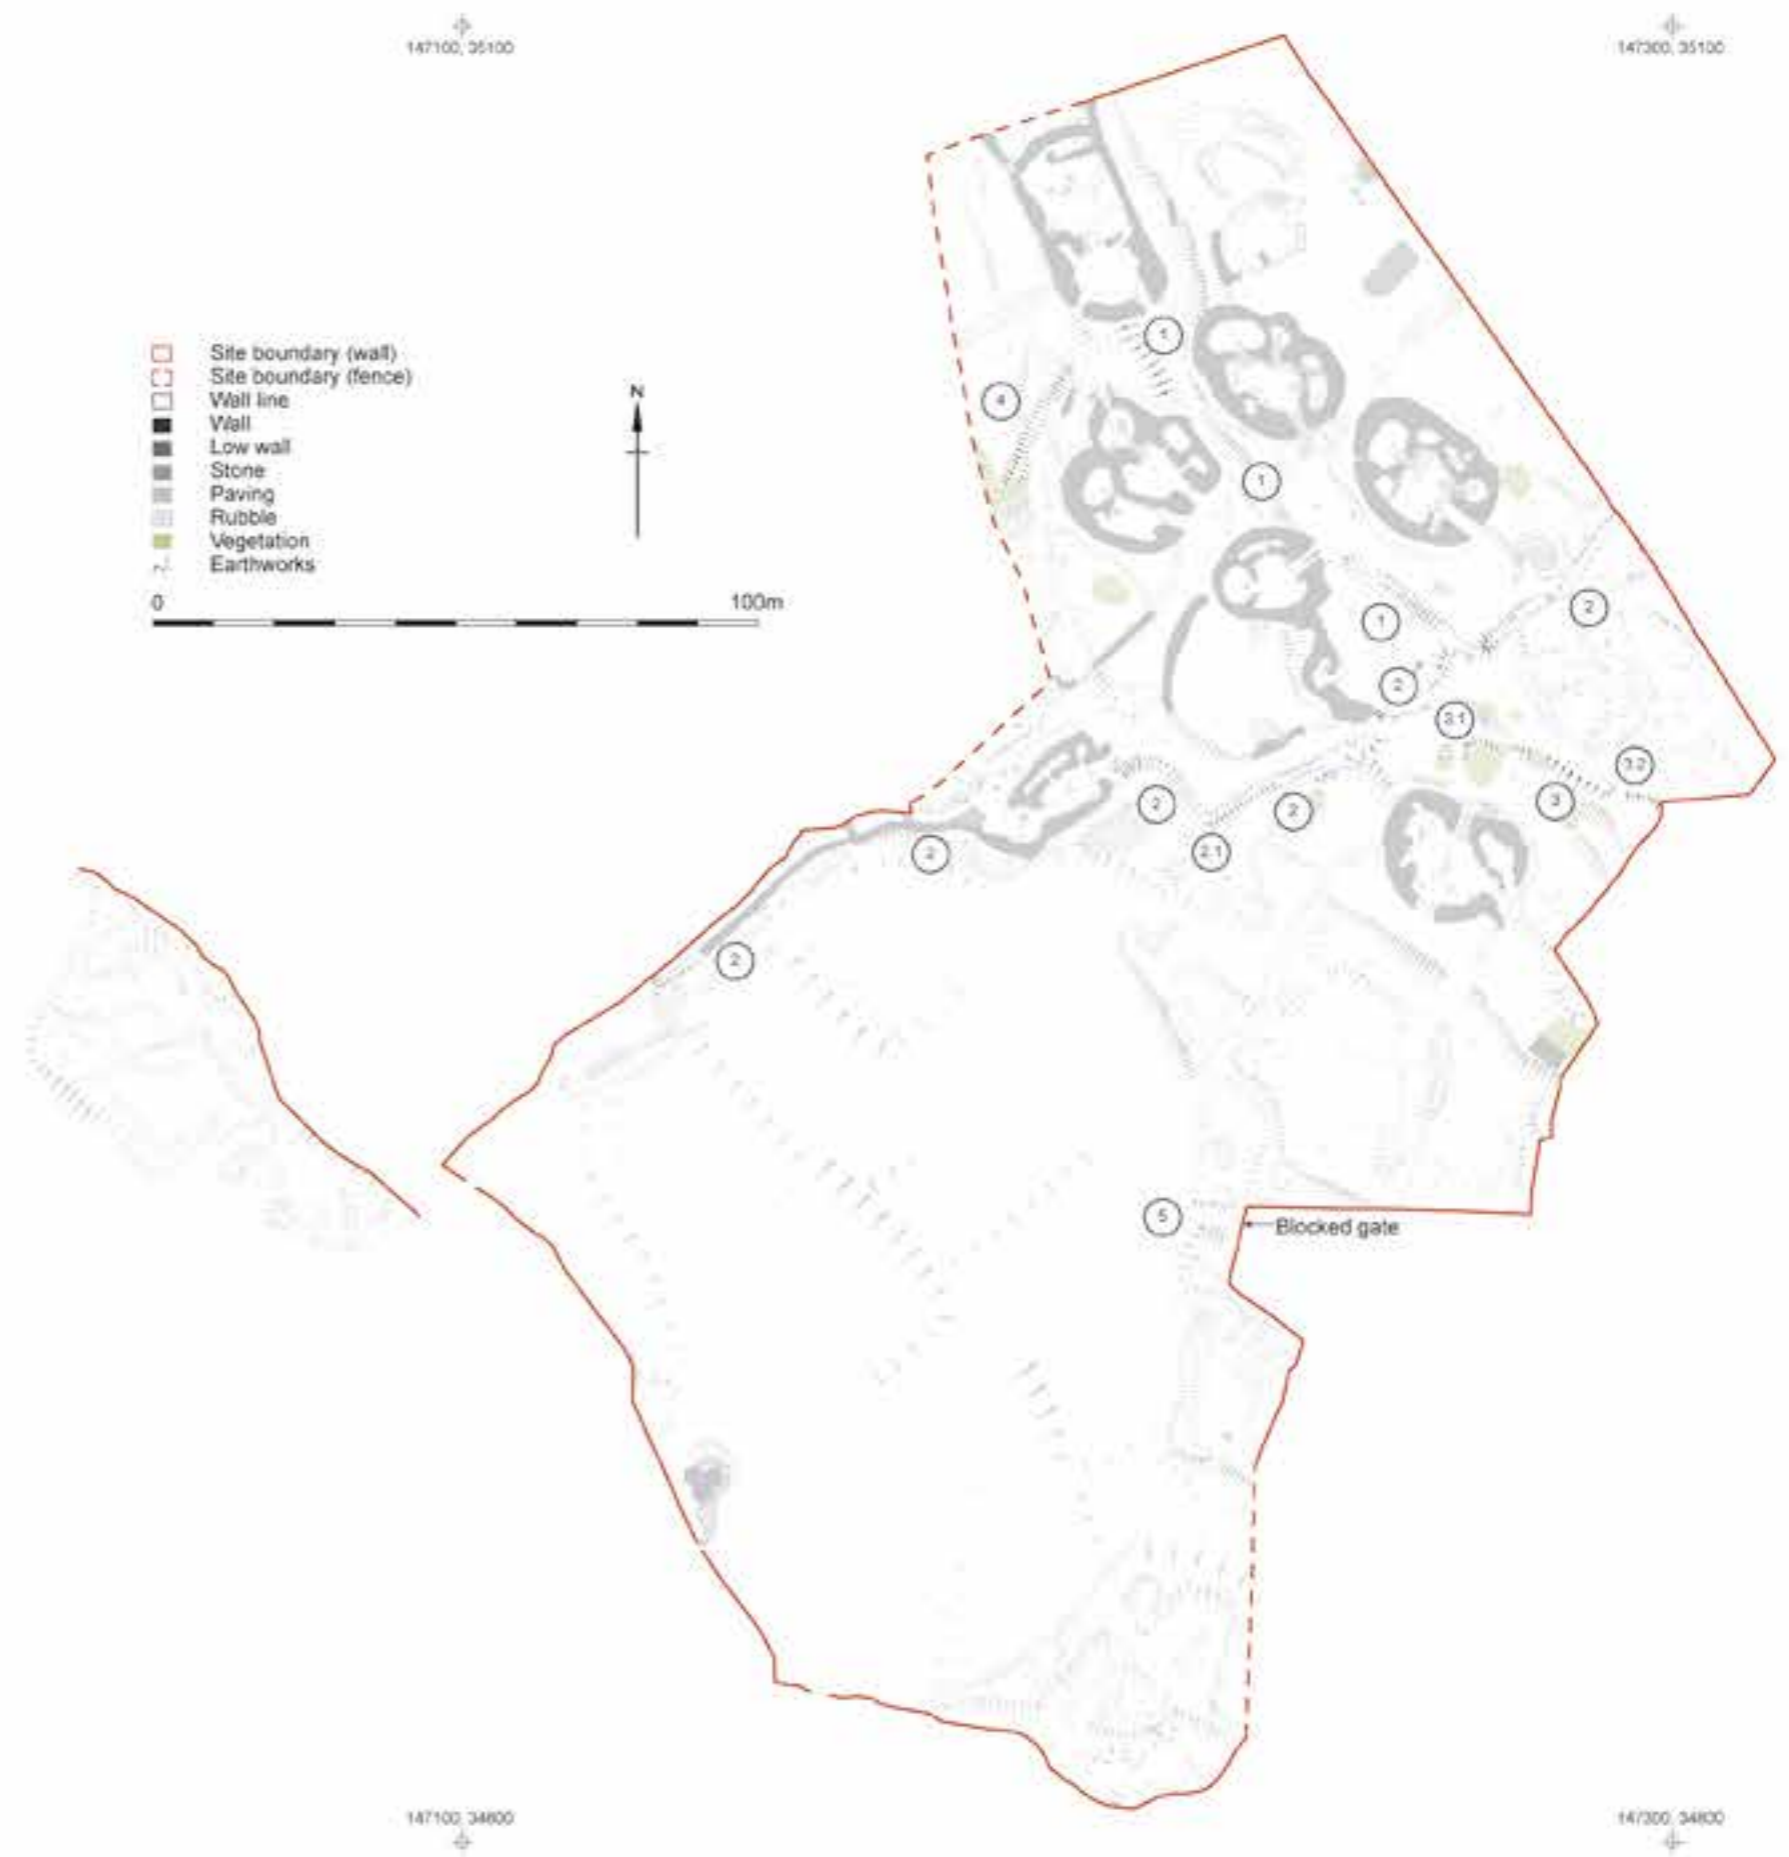 147100, 35100
147300, 35100
Site boundary (wall)
Site boundary (fence)
Wall line
Wall
Low wall
Stone
Paving
Rubble
Vegetation
Earthworks
N
0 100m
1
4
1
2
1
2
3.1
3.2
3
2
2
2.1
2
2
5
Blocked gate
147100, 34800
147300, 34800